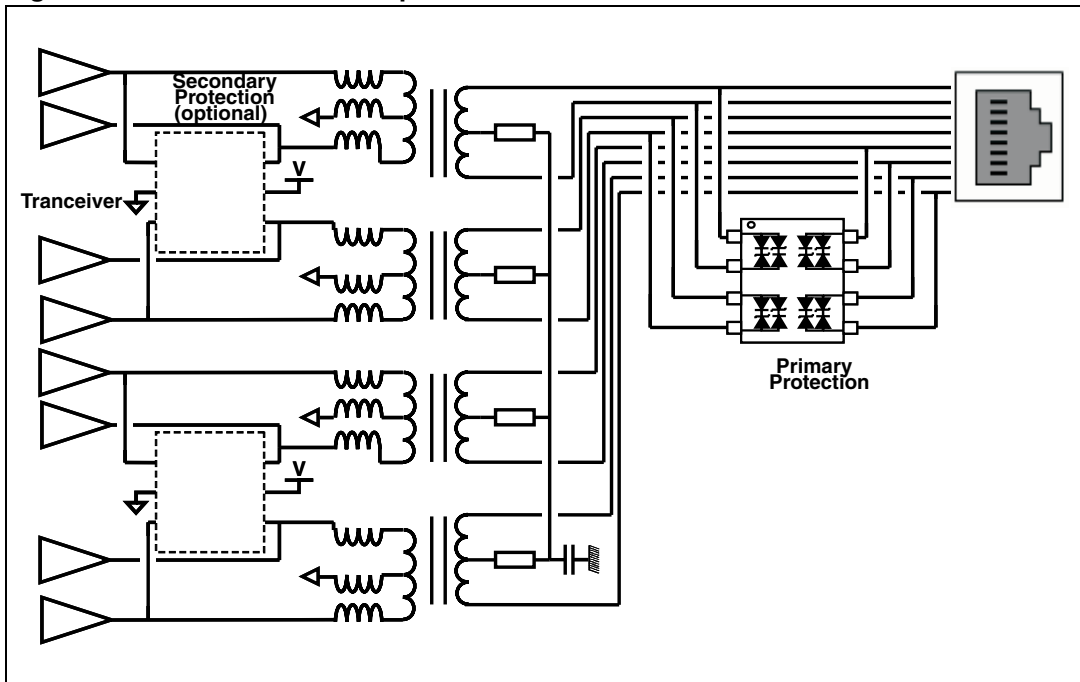 Secondary
Protection
(optional)
V
Tranceiver
Primary
Protection
V